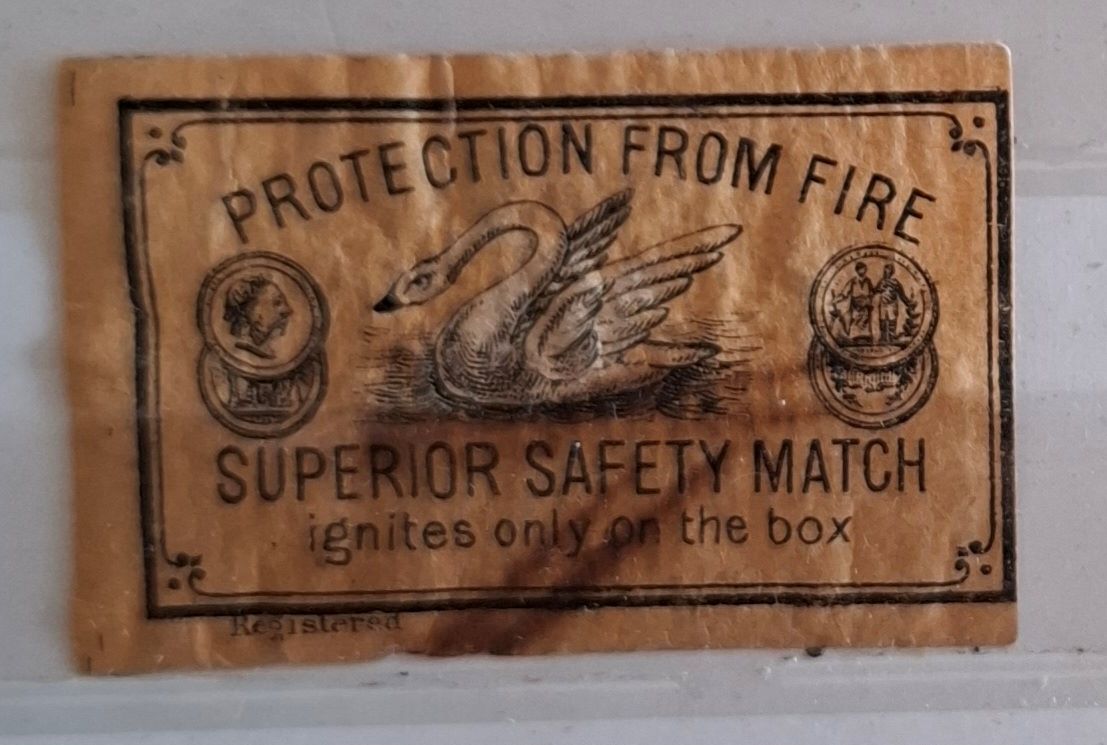 PROTECTION FROM FIRE
SUPERIOR SAFETY MATCH
ignites only on the box
Registered